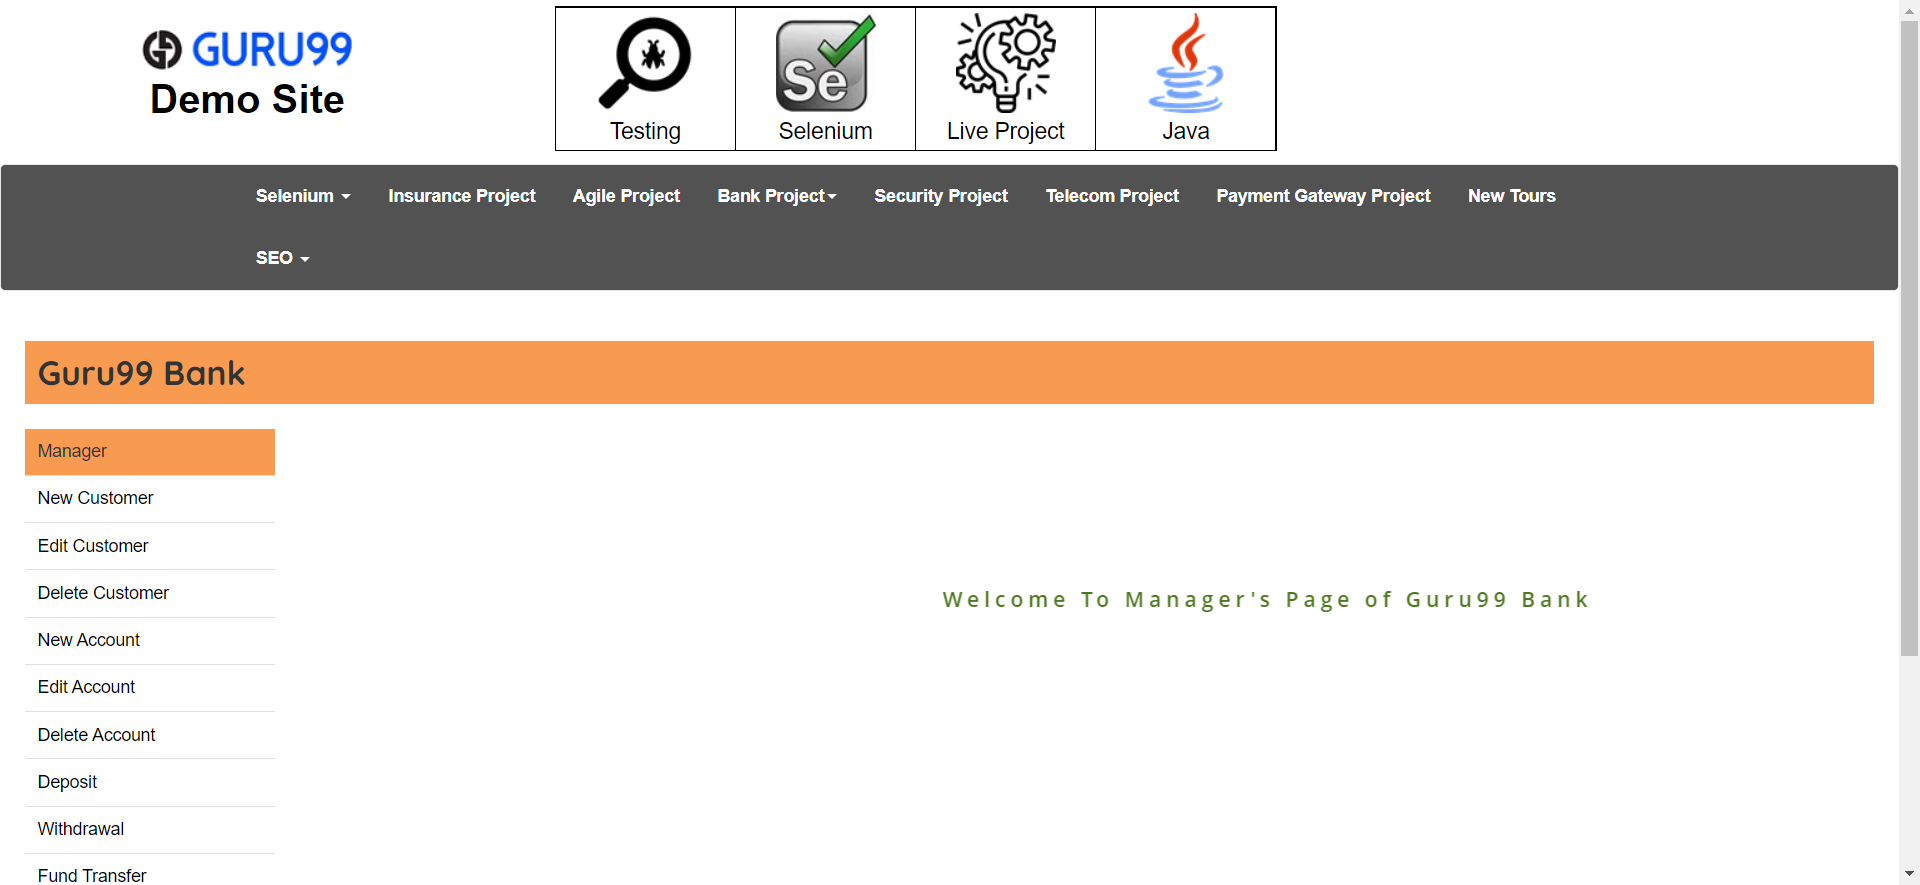 GURU99
Demo Site
Testing
Se
Selenium
Live Project
Java
Selenium
Insurance Project
Agile Project
Bank Project
Security Project
Telecom Project
Payment Gateway Project
New Tours
SEO
Guru99 Bank
Manager
New Customer
Edit Customer
Delete Customer
New Account
Edit Account
Delete Account
Deposit
Withdrawal
Fund Transfer
Welcome To Manager's Page of Guru99 Bank